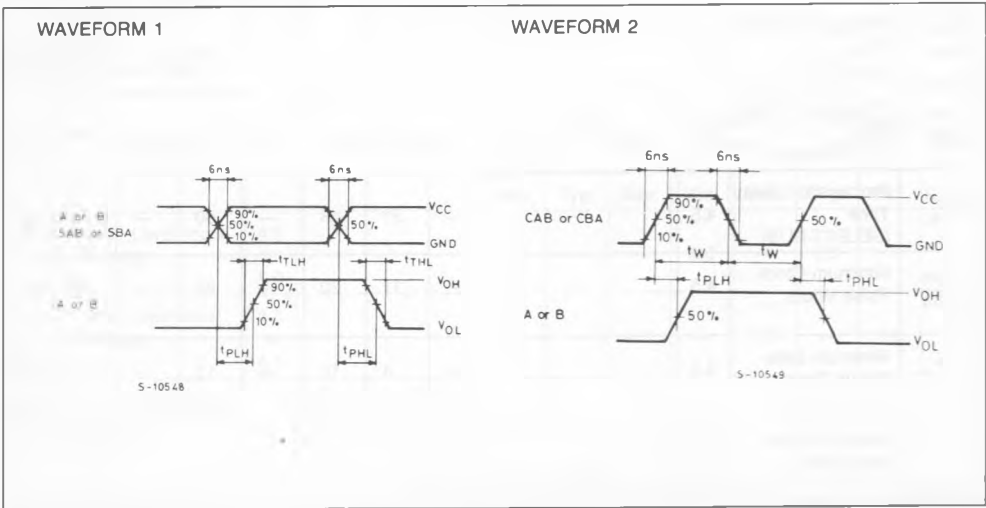 WAVEFORM 1
6ns
6ns
A or B
SAB or SBA
90%
50%
10%
50%
VCC
GND
tTLH
tTHL
(A or B)
90%
50%
10%
VOH
VOL
tPLH
tPHL
S-10548
WAVEFORM 2
6ns
6ns
CAB or CBA
90%
50%
10%
50%
VCC
GND
tW
tW
tPLH
tPHL
A or B
50%
VOH
VOL
S-10549